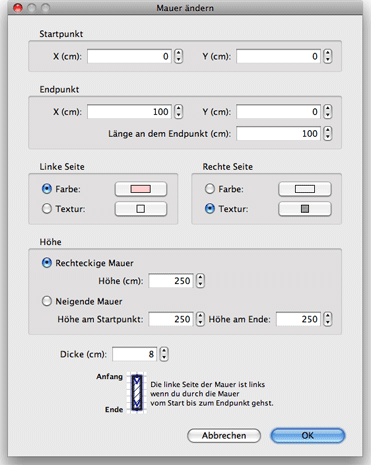 Mauer ändern
Startpunkt
X (cm): 0 Y (cm): 0
Endpunkt
X (cm): 100 Y (cm): 0
Länge an dem Endpunkt (cm): 100
Linke Seite Rechte Seite
Farbe: Farbe:
Textur: Textur:
Höhe
Rechteckige Mauer
Höhe (cm): 250
Neigende Mauer
Höhe am Startpunkt: 250 Höhe am Ende: 250
Dicke (cm): 8
Anfang
Die linke Seite der Mauer ist links
wenn du durch die Mauer
vom Start bis zum Endpunkt gehst.
Ende
Abbrechen OK